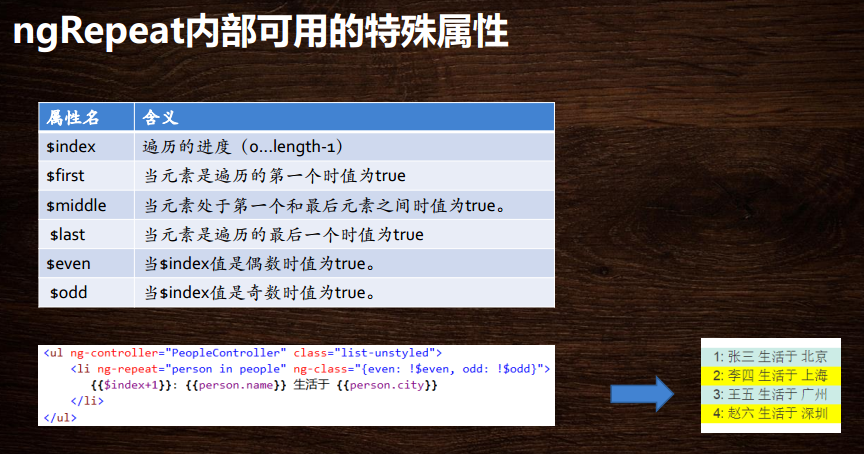 ngRepeat内部可用的特殊属性
属性名 含义
$index 遍历的进度（0...length-1）
$first 当元素是遍历的第一个时值为true
$middle 当元素处于第一个和最后元素之间时值为true。
$last 当元素是遍历的最后一个时值为true
$even 当$index值是偶数时值为true。
$odd 当$index值是奇数时值为true。
<ul ng-controller="PeopleController" class="list-unstyled">
<li ng-repeat="person in people" ng-class="{even: !$even, odd: !$odd}">
{{$index+1}}: {{person.name}} 生活于 {{person.city}}
</li>
</ul>
1: 张三 生活于 北京
2: 李四 生活于 上海
3: 王五 生活于 广州
4: 赵六 生活于 深圳